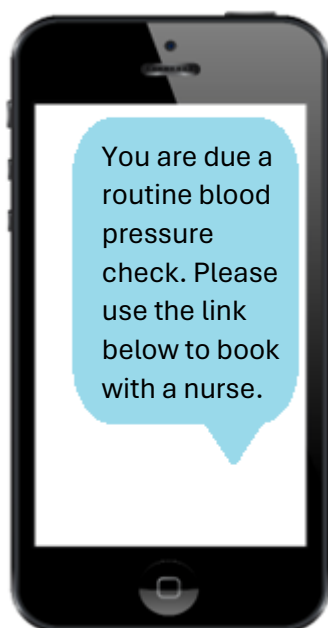 You are due a
routine blood
pressure
check. Please
use the link
below to book
with a nurse.